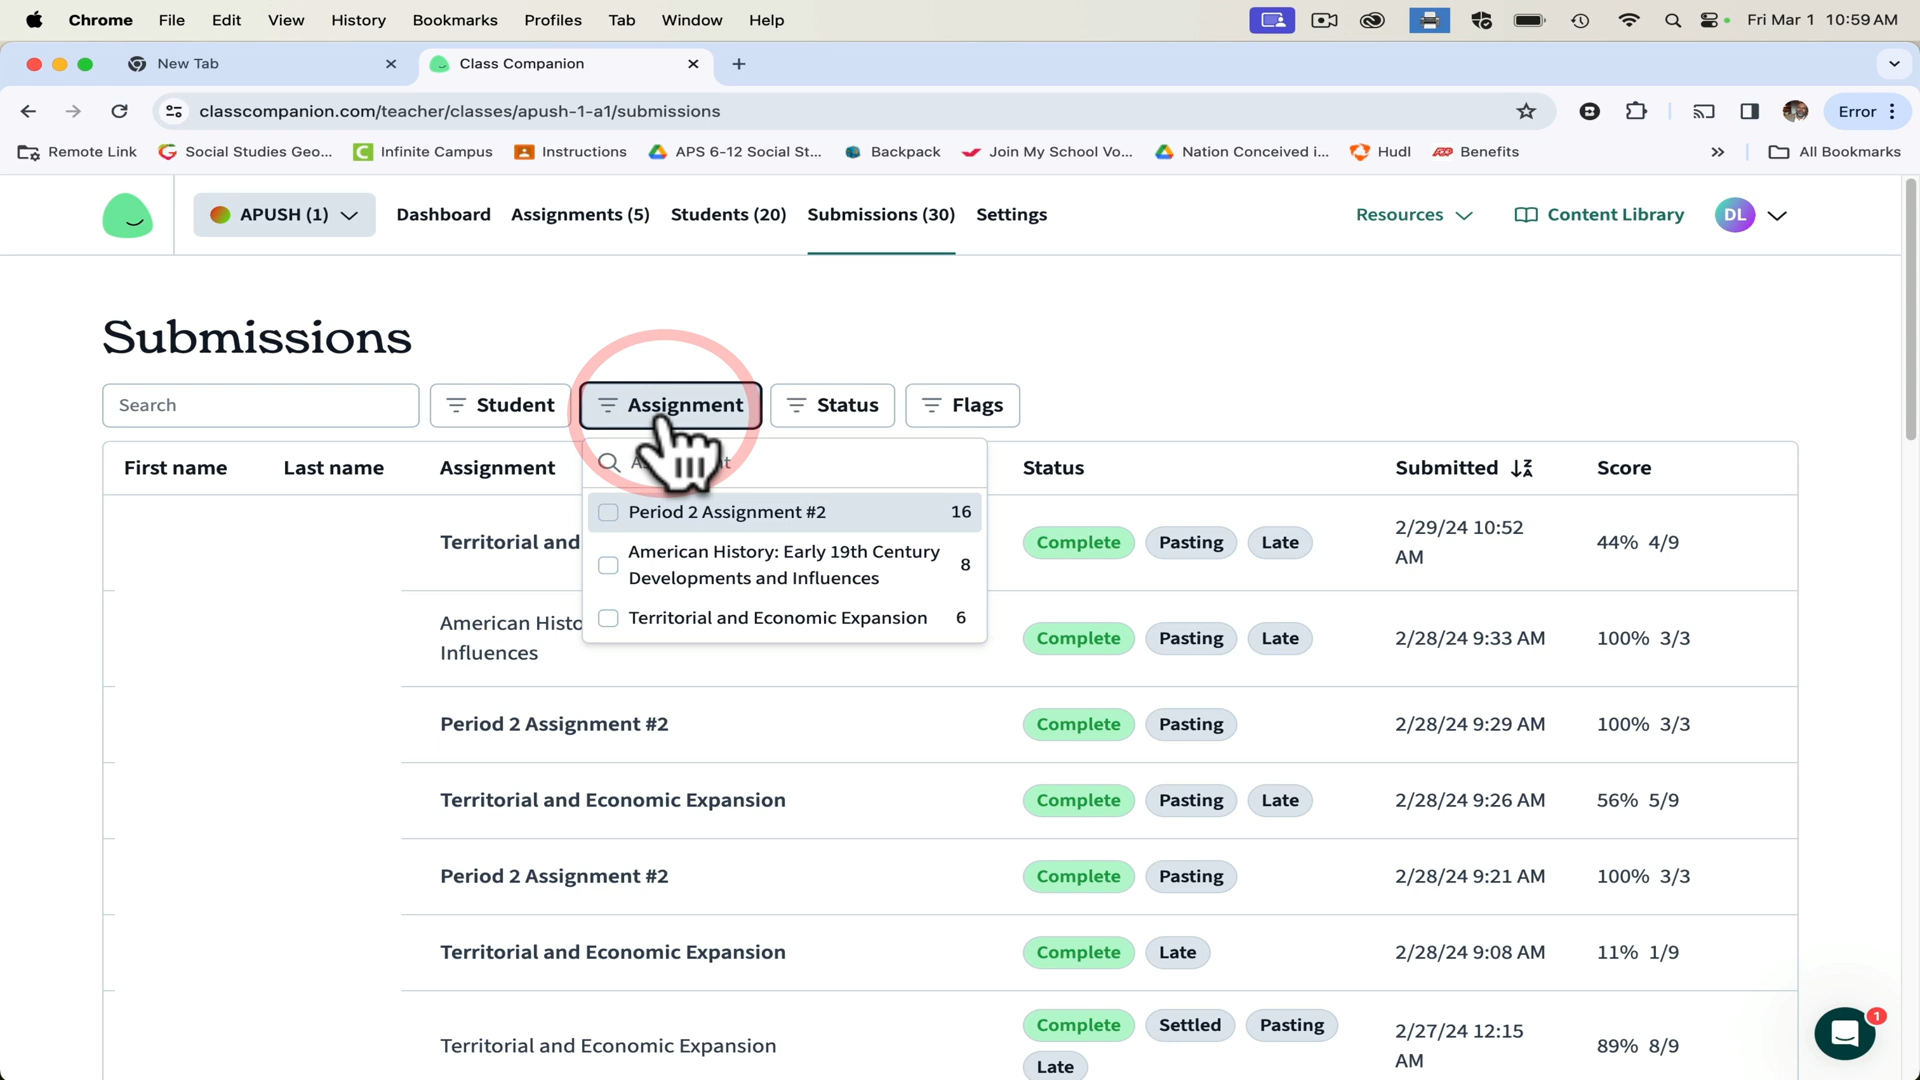 Chrome File Edit View History Bookmarks Profiles Tab Window Help Fri Mar 1 10:59 AM
New Tab Class Companion
classcompanion.com/teacher/classes/apush-1-a1/submissions Error
Remote Link Social Studies Geo... Infinite Campus Instructions APS 6-12 Social St... Backpack Join My School Vo... Nation Conceived i... Hudl Benefits All Bookmarks
APUSH (1) Dashboard Assignments (5) Students (20) Submissions (30) Settings Resources Content Library DL
Submissions
Search Student Assignment Status Flags
First name Last name Assignment Status Submitted Score
Period 2 Assignment #2 16
American History: Early 19th Century
Developments and Influences 8
Territorial and Economic Expansion 6
Territorial and Complete Pasting Late 2/29/24 10:52
AM 44% 4/9
American Histo
Influences Complete Pasting Late 2/28/24 9:33 AM 100% 3/3
Period 2 Assignment #2 Complete Pasting 2/28/24 9:29 AM 100% 3/3
Territorial and Economic Expansion Complete Pasting Late 2/28/24 9:26 AM 56% 5/9
Period 2 Assignment #2 Complete Pasting 2/28/24 9:21 AM 100% 3/3
Territorial and Economic Expansion Complete Late 2/28/24 9:08 AM 11% 1/9
Territorial and Economic Expansion Complete Settled Pasting
Late 2/27/24 12:15
AM 89% 8/9
1